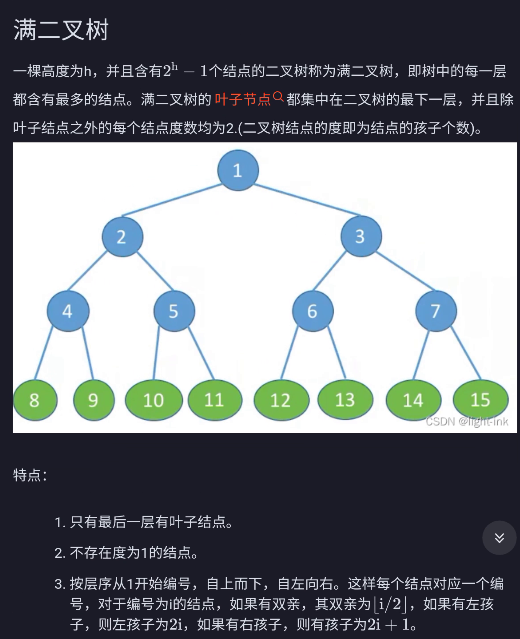 满二叉树
一棵高度为h，并且含有2ʰ − 1个结点的二叉树称为满二叉树，即树中的每一层
都含有最多的结点。满二叉树的 叶子节点 都集中在二叉树的最下一层，并且除
叶子结点之外的每个结点度数均为2.(二叉树结点的度即为结点的孩子个数)。
1
2 3
4 5 6 7
8 9 10 11 12 13 14 15
CSDN @light-ink
特点：
1. 只有最后一层有叶子结点。
2. 不存在度为1的结点。
3. 按层序从1开始编号，自上而下，自左向右。这样每个结点对应一个编
号，对于编号为i的结点，如果有双亲，其双亲为⌊i/2⌋，如果有左孩
子，则左孩子为2i，如果有右孩子，则有孩子为2i + 1。